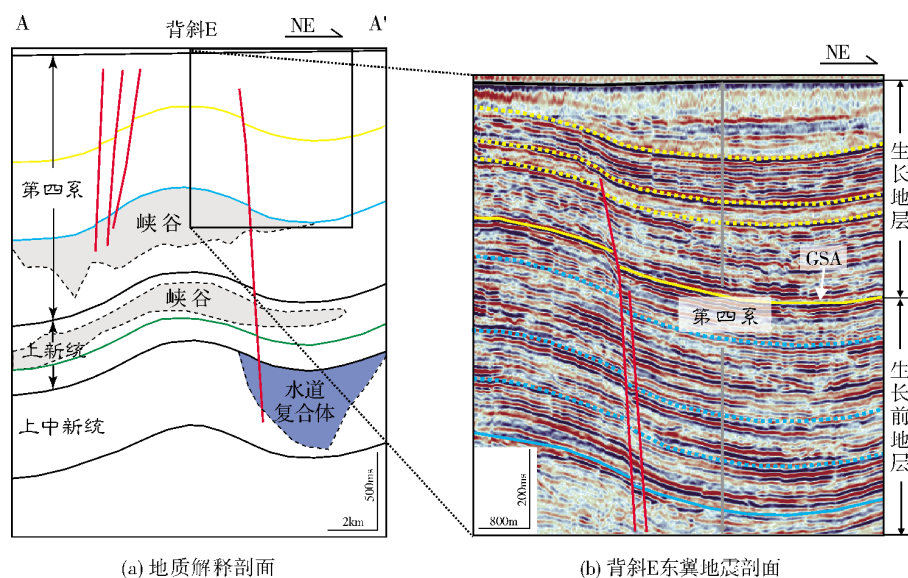 A
背斜E
NE
A'
第四系
峡谷
峡谷
上新统
水道
复合体
上中新统
500ms
2km
(a) 地质解释剖面
NE
生长地层
GSA
第四系
生长前地层
200ms
800m
(b) 背斜E东翼地震剖面